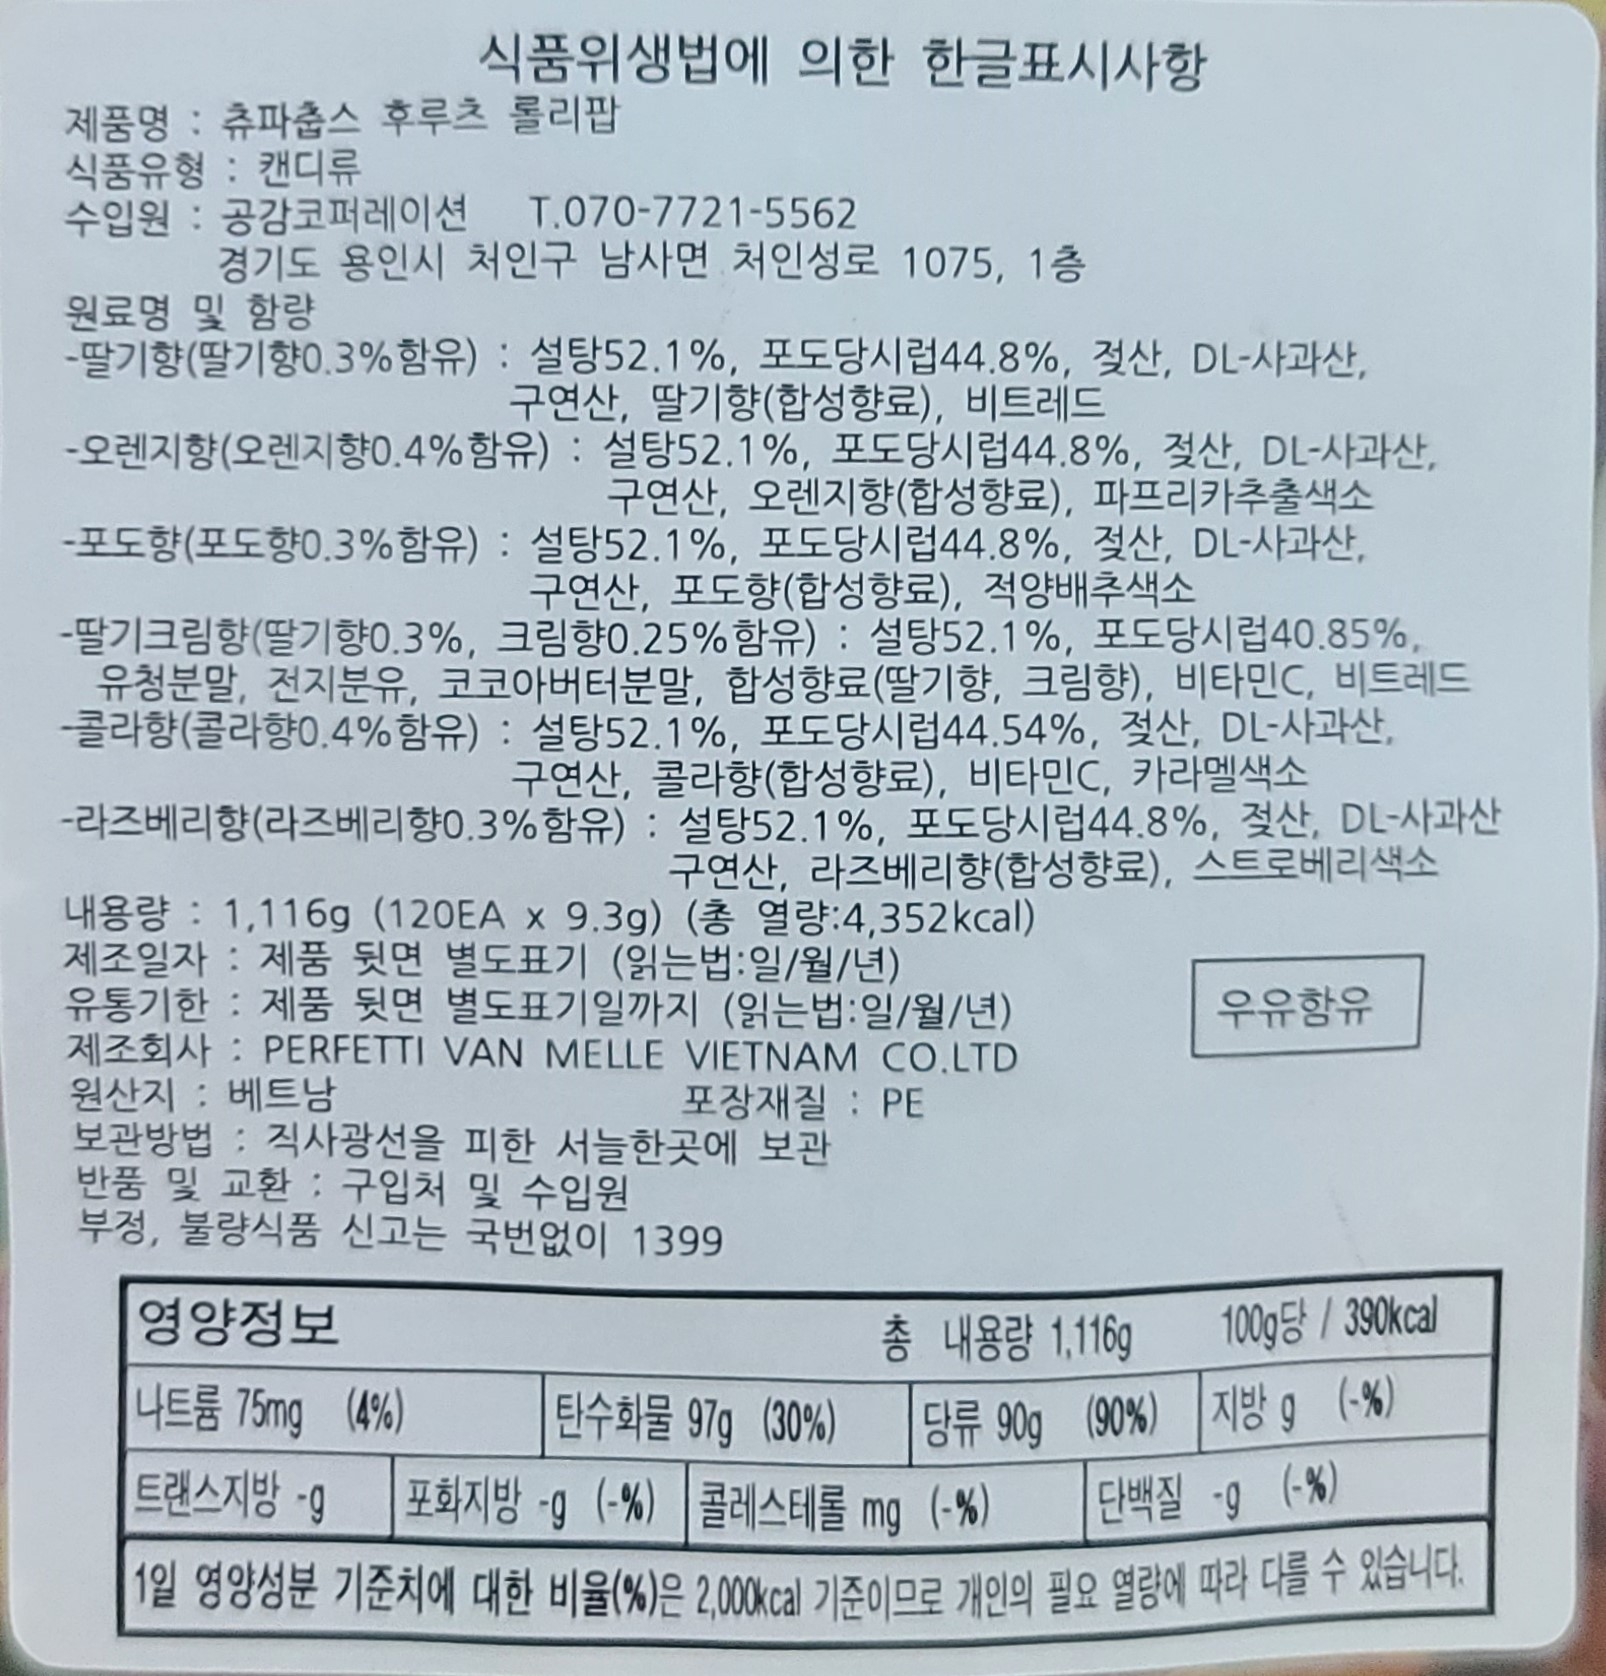 식품위생법에 의한 한글표시사항
제품명 : 츄파춥스 후루츠 롤리팝
식품유형 : 캔디류
수입원 : 공감코퍼레이션 T.070-7721-5562
경기도 용인시 처인구 남사면 처인성로 1075, 1층
원료명 및 함량
-딸기향(딸기향0.3%함유) : 설탕52.1%, 포도당시럽44.8%, 젖산, DL-사과산,
구연산, 딸기향(합성향료), 비트레드
-오렌지향(오렌지향0.4%함유) : 설탕52.1%, 포도당시럽44.8%, 젖산, DL-사과산,
구연산, 오렌지향(합성향료), 파프리카추출색소
-포도향(포도향0.3%함유) : 설탕52.1%, 포도당시럽44.8%, 젖산, DL-사과산,
구연산, 포도향(합성향료), 적양배추색소
-딸기크림향(딸기향0.3%, 크림향0.25%함유) : 설탕52.1%, 포도당시럽40.85%,
유청분말, 전지분유, 코코아버터분말, 합성향료(딸기향, 크림향), 비타민C, 비트레드
-콜라향(콜라향0.4%함유) : 설탕52.1%, 포도당시럽44.54%, 젖산, DL-사과산,
구연산, 콜라향(합성향료), 비타민C, 카라멜색소
-라즈베리향(라즈베리향0.3%함유) : 설탕52.1%, 포도당시럽44.8%, 젖산, DL-사과산
구연산, 라즈베리향(합성향료), 스트로베리색소
내용량 : 1,116g (120EA x 9.3g) (총 열량:4,352kcal)
제조일자 : 제품 뒷면 별도표기 (읽는법:일/월/년)
유통기한 : 제품 뒷면 별도표기일까지 (읽는법:일/월/년)
우유함유
제조회사 : PERFETTI VAN MELLE VIETNAM CO.LTD
원산지 : 베트남 포장재질 : PE
보관방법 : 직사광선을 피한 서늘한곳에 보관
반품 및 교환 : 구입처 및 수입원
부정, 불량식품 신고는 국번없이 1399
영양정보 총 내용량 1,116g 100g당 / 390kcal
나트륨 75mg (4%) 탄수화물 97g (30%) 당류 90g (90%) 지방 g (-%)
트랜스지방 -g 포화지방 -g (-%) 콜레스테롤 mg (-%) 단백질 -g (-%)
1일 영양성분 기준치에 대한 비율(%)은 2,000kcal 기준이므로 개인의 필요 열량에 따라 다를 수 있습니다.